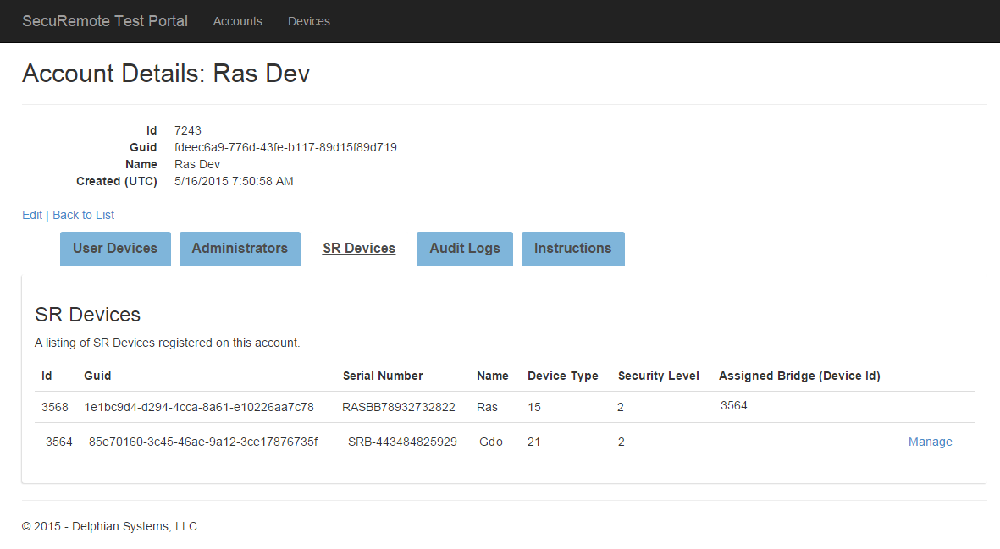 SecuRemote Test Portal Accounts Devices
Account Details: Ras Dev
Id 7243
Guid fdeec6a9-776d-43fe-b117-89d15f89d719
Name Ras Dev
Created (UTC) 5/16/2015 7:50:58 AM
Edit | Back to List
User Devices Administrators SR Devices Audit Logs Instructions
SR Devices
A listing of SR Devices registered on this account.
Id Guid Serial Number Name Device Type Security Level Assigned Bridge (Device Id)
3568 1e1bc9d4-d294-4cca-8a61-e10226aa7c78 RASBB78932732822 Ras 15 2 3564
3564 85e70160-3c45-46ae-9a12-3ce17876735f SRB-443484825929 Gdo 21 2 Manage
© 2015 - Delphian Systems, LLC.